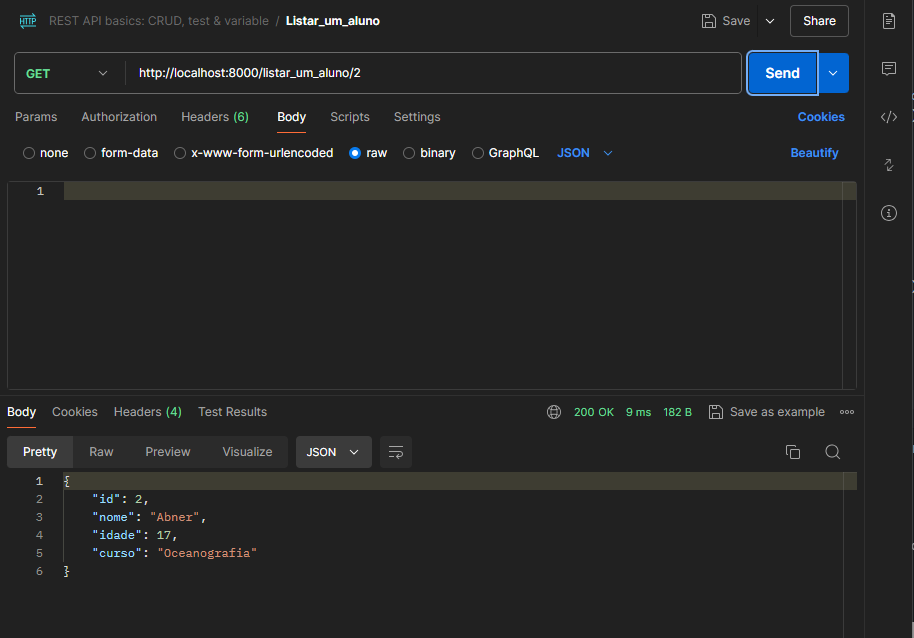 HTTP REST API basics: CRUD, test & variable / Listar_um_aluno Save Share
GET http://localhost:8000/listar_um_aluno/2 Send
Params Authorization Headers (6) Body Scripts Settings Cookies
none form-data x-www-form-urlencoded raw binary GraphQL JSON Beautify
1
Body Cookies Headers (4) Test Results 200 OK 9 ms 182 B Save as example
Pretty Raw Preview Visualize JSON
1 {
2 "id": 2,
3 "nome": "Abner",
4 "idade": 17,
5 "curso": "Oceanografia"
6 }